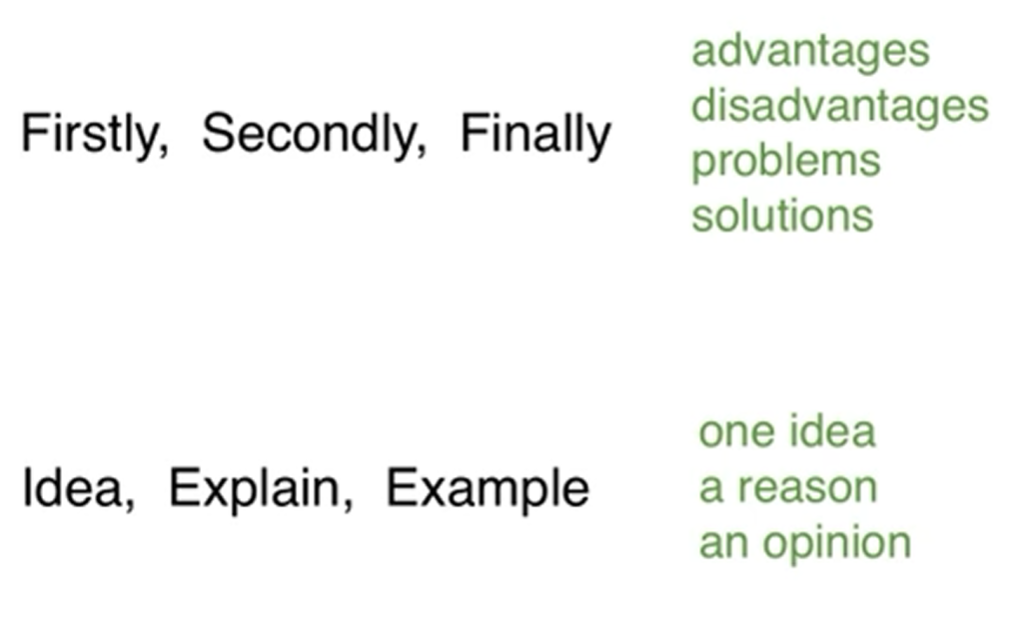 Firstly, Secondly, Finally
advantages
disadvantages
problems
solutions
Idea, Explain, Example
one idea
a reason
an opinion